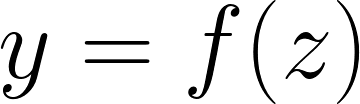 y = f(z)